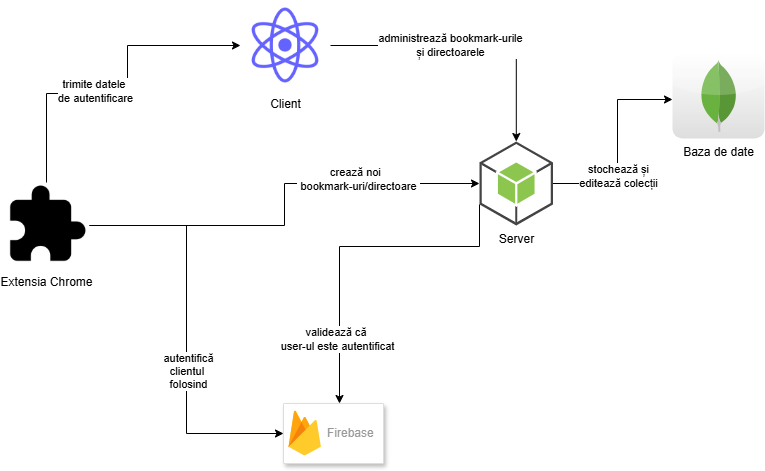 administrează bookmark-urile
și directoarele
trimite datele
de autentificare
Client
Baza de date
crează noi
bookmark-uri/directoare
stochează și
editează colecții
Server
Extensia Chrome
validează că
user-ul este autentificat
autentifică
clientul
folosind
Firebase